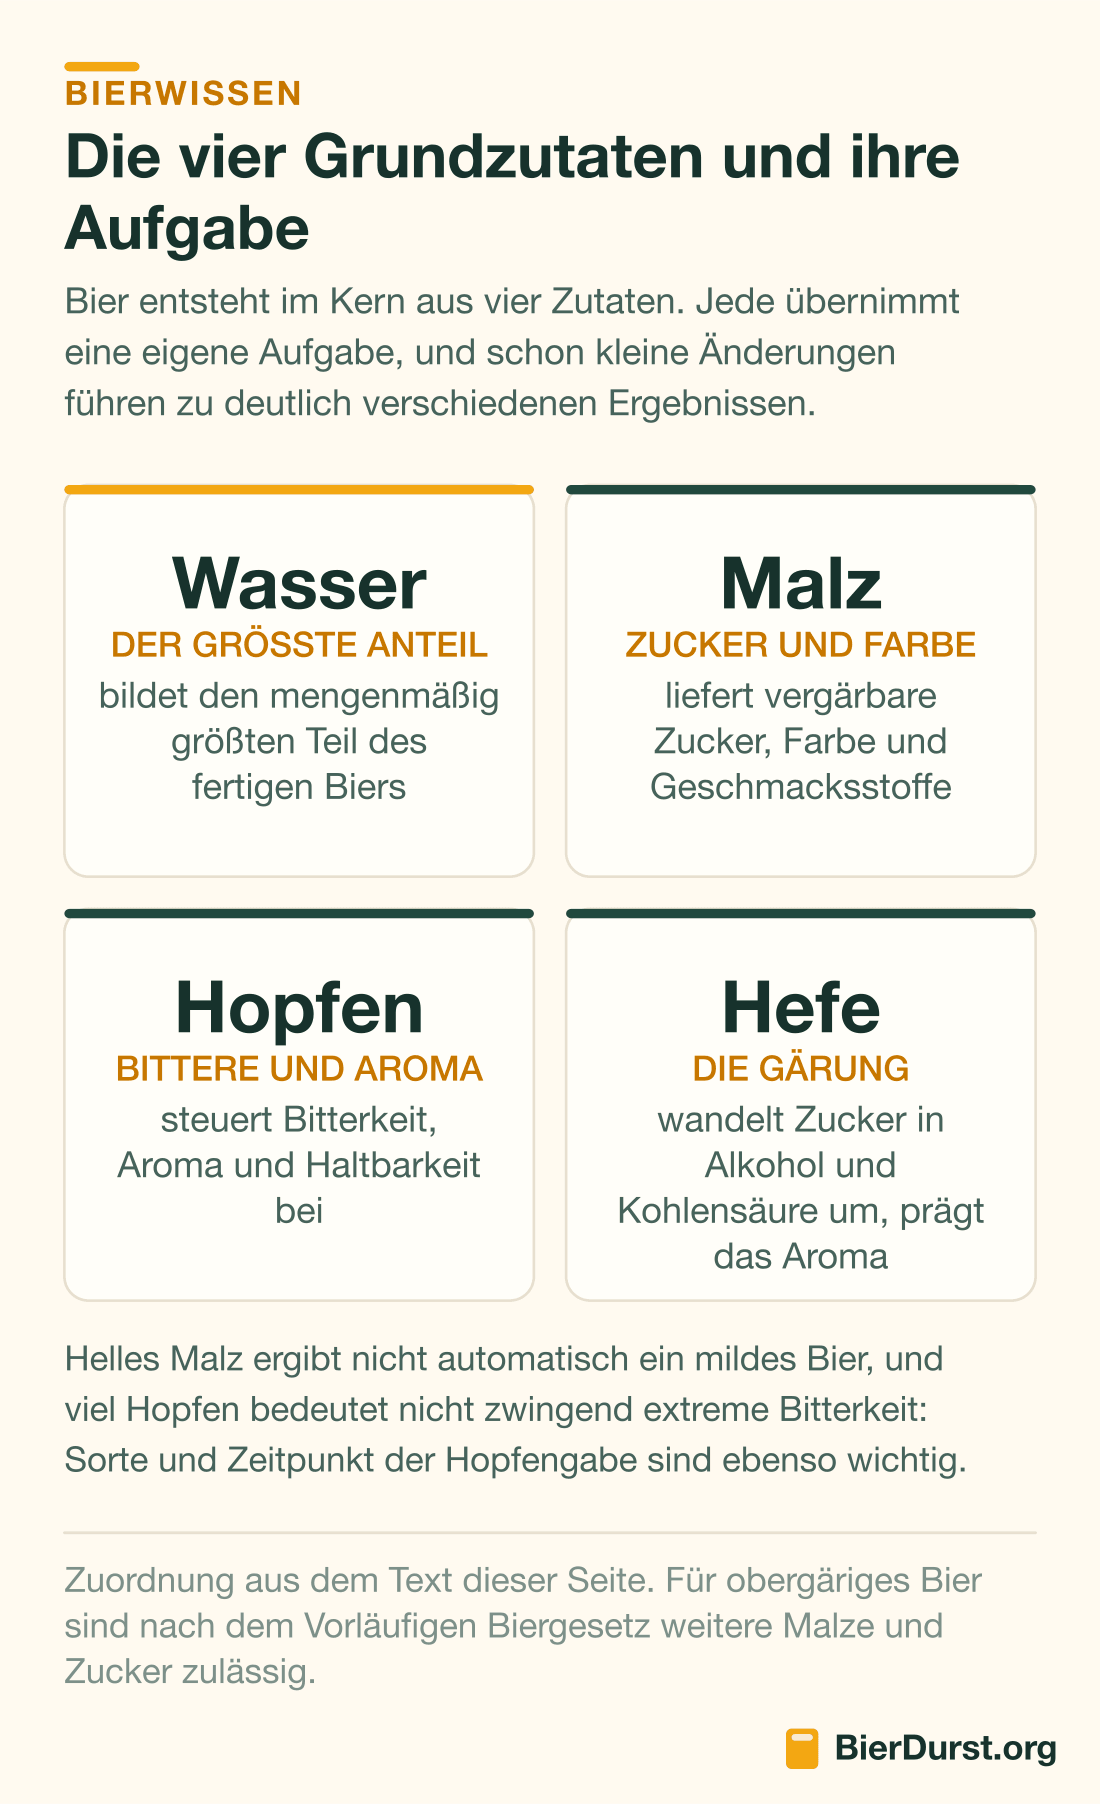 BIERWISSEN
Die vier Grundzutaten und ihre
Aufgabe
Bier entsteht im Kern aus vier Zutaten. Jede übernimmt
eine eigene Aufgabe, und schon kleine Änderungen
führen zu deutlich verschiedenen Ergebnissen.
Wasser
DER GRÖSSTE ANTEIL
bildet den mengenmäßig
größten Teil des
fertigen Biers
Malz
ZUCKER UND FARBE
liefert vergärbare
Zucker, Farbe und
Geschmacksstoffe
Hopfen
BITTERE UND AROMA
steuert Bitterkeit,
Aroma und Haltbarkeit
bei
Hefe
DIE GÄRUNG
wandelt Zucker in
Alkohol und
Kohlensäure um, prägt
das Aroma
Helles Malz ergibt nicht automatisch ein mildes Bier, und
viel Hopfen bedeutet nicht zwingend extreme Bitterkeit:
Sorte und Zeitpunkt der Hopfengabe sind ebenso wichtig.
Zuordnung aus dem Text dieser Seite. Für obergäriges Bier
sind nach dem Vorläufigen Biergesetz weitere Malze und
Zucker zulässig.
BierDurst.org